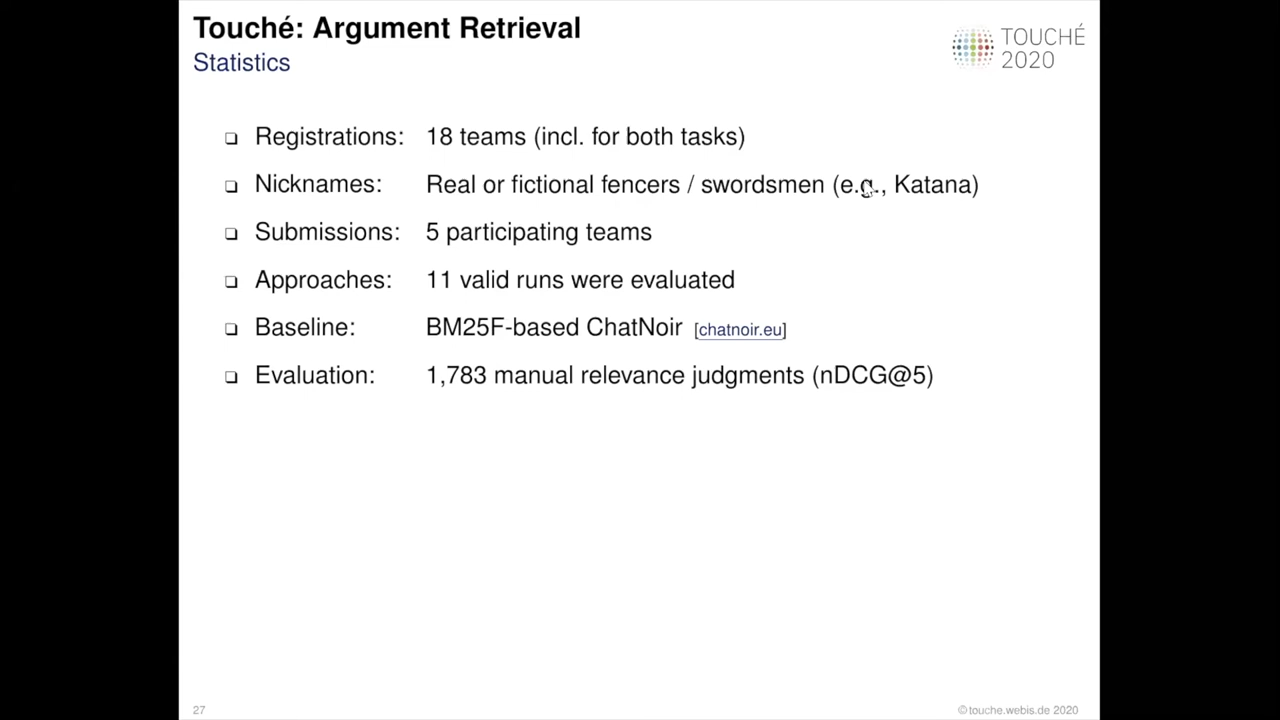 Touché: Argument Retrieval
Statistics
TOUCHÉ
2020
❏ Registrations: 18 teams (incl. for both tasks)
❏ Nicknames: Real or fictional fencers / swordsmen (e.g., Katana)
❏ Submissions: 5 participating teams
❏ Approaches: 11 valid runs were evaluated
❏ Baseline: BM25F-based ChatNoir [chatnoir.eu]
❏ Evaluation: 1,783 manual relevance judgments (nDCG@5)
27
©touche.webis.de 2020